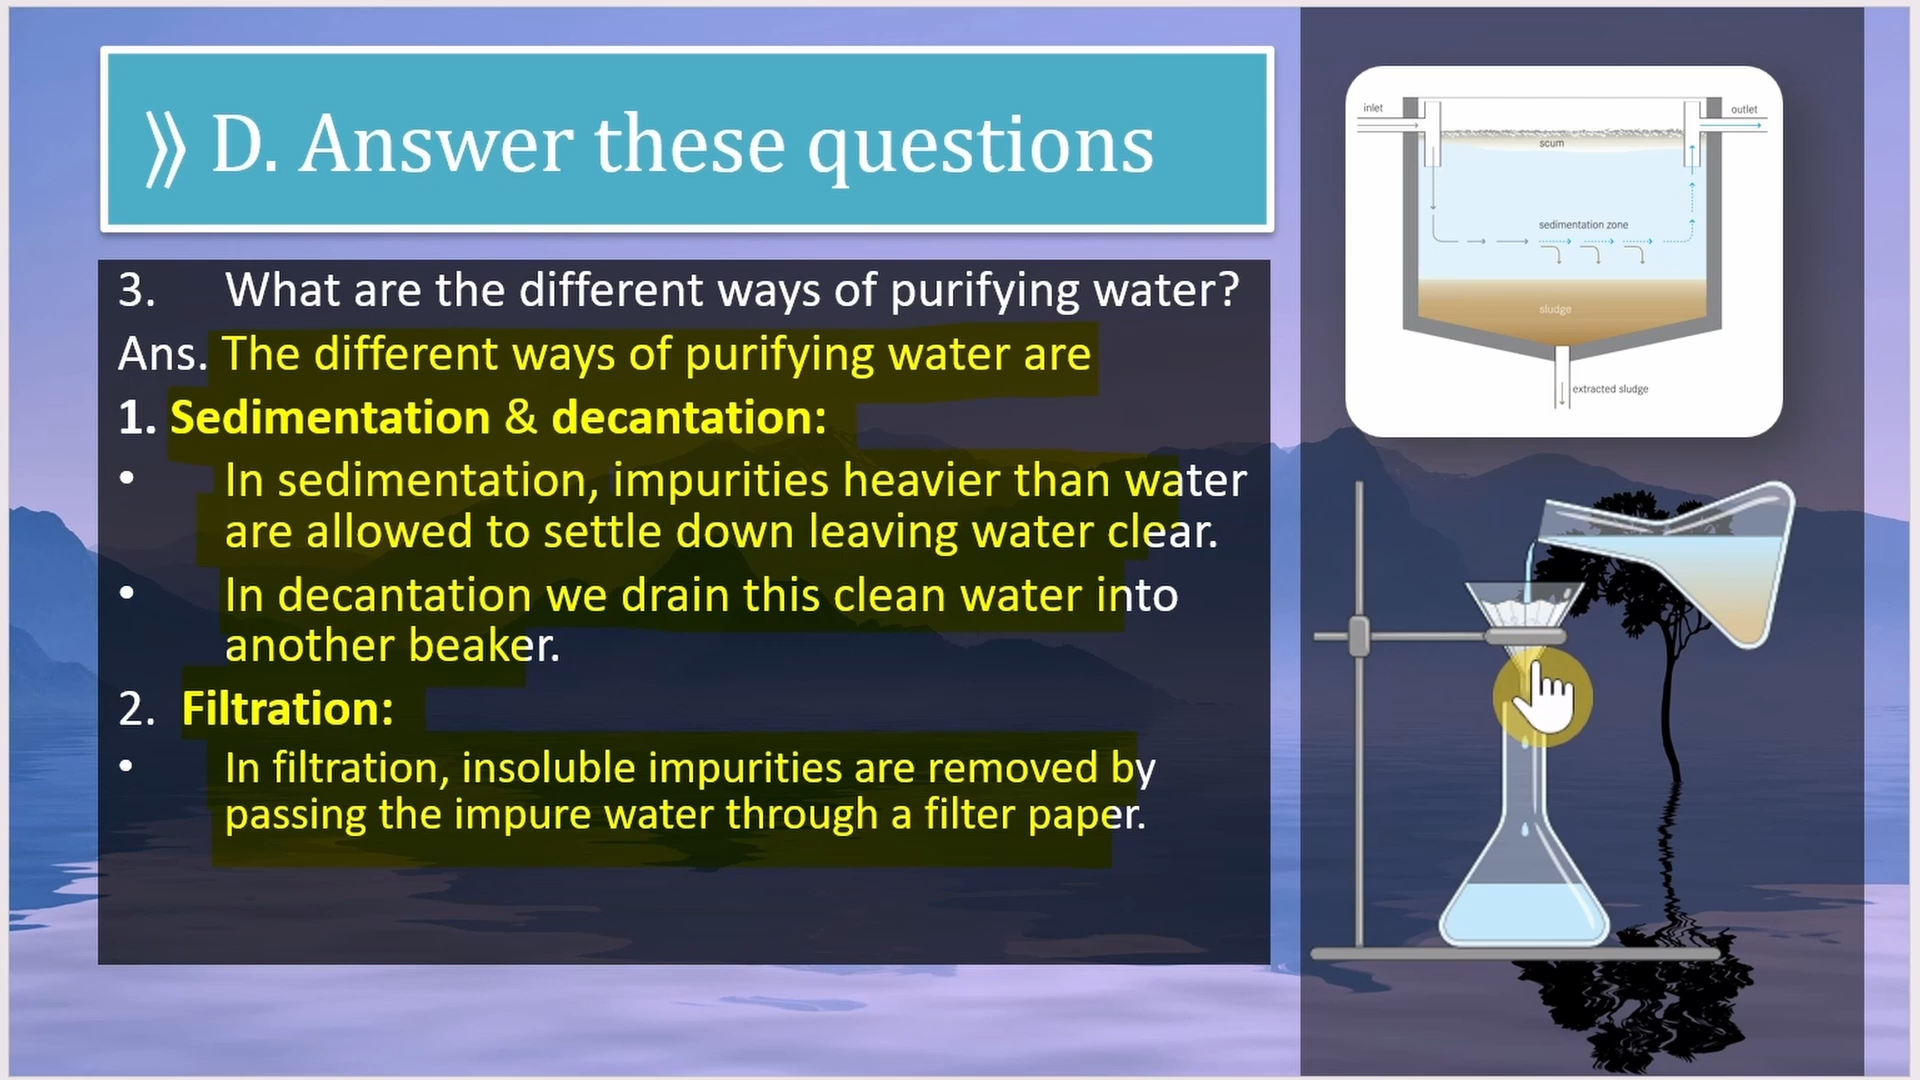 D. Answer these questions
3. What are the different ways of purifying water?
Ans. The different ways of purifying water are
1. Sedimentation & decantation:
• In sedimentation, impurities heavier than water
are allowed to settle down leaving water clear.
• In decantation we drain this clean water into
another beaker.
2. Filtration:
• In filtration, insoluble impurities are removed by
passing the impure water through a filter paper.
inlet
outlet
scum
sedimentation zone
sludge
extracted sludge